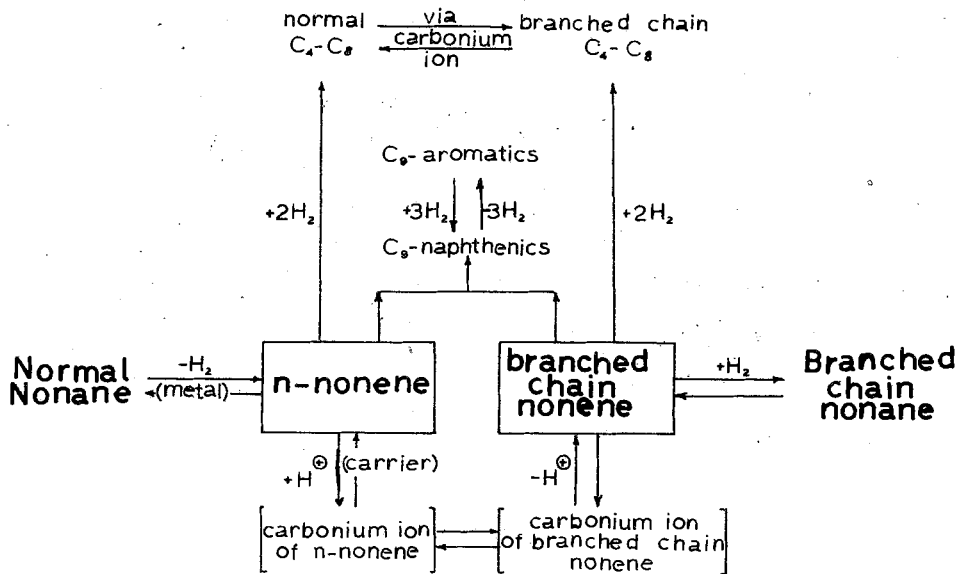 normal via branched chain
C₄-C₈ carbonium C₄-C₈
ion
C₉-aromatics
+2H₂ +3H₂ -3H₂ +2H₂
C₉-naphthenics
Normal
Nonane
-H₂
(metal)
n-nonene
branched
chain
nonene
+H₂
Branched
chain
nonane
+H⊕ (carrier) -H⊕
[carbonium ion
of n-nonene]
[carbonium ion
of branched chain
nonene]